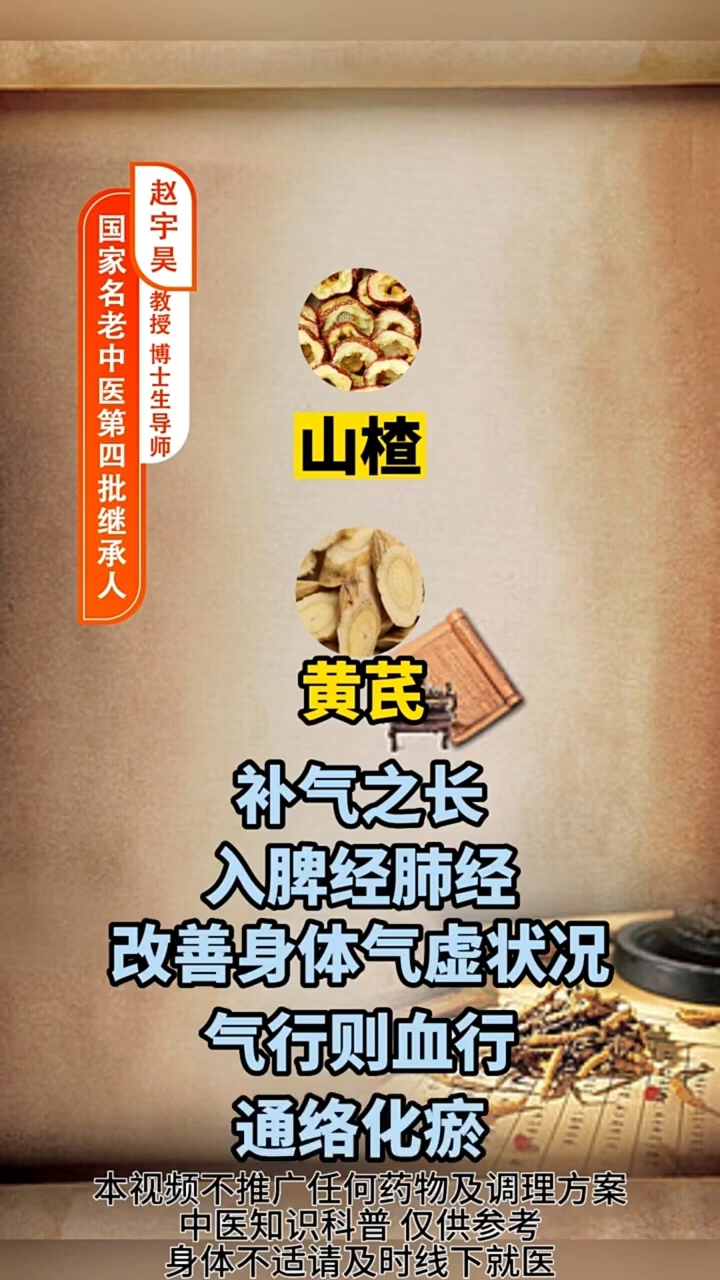 赵宇昊
教授 博士生导师
国家名老中医第四批继承人
山楂
黄芪
补气之长
入脾经肺经
改善身体气虚状况
气行则血行
通络化瘀
本视频不推广任何药物及调理方案
中医知识科普 仅供参考
身体不适请及时线下就医